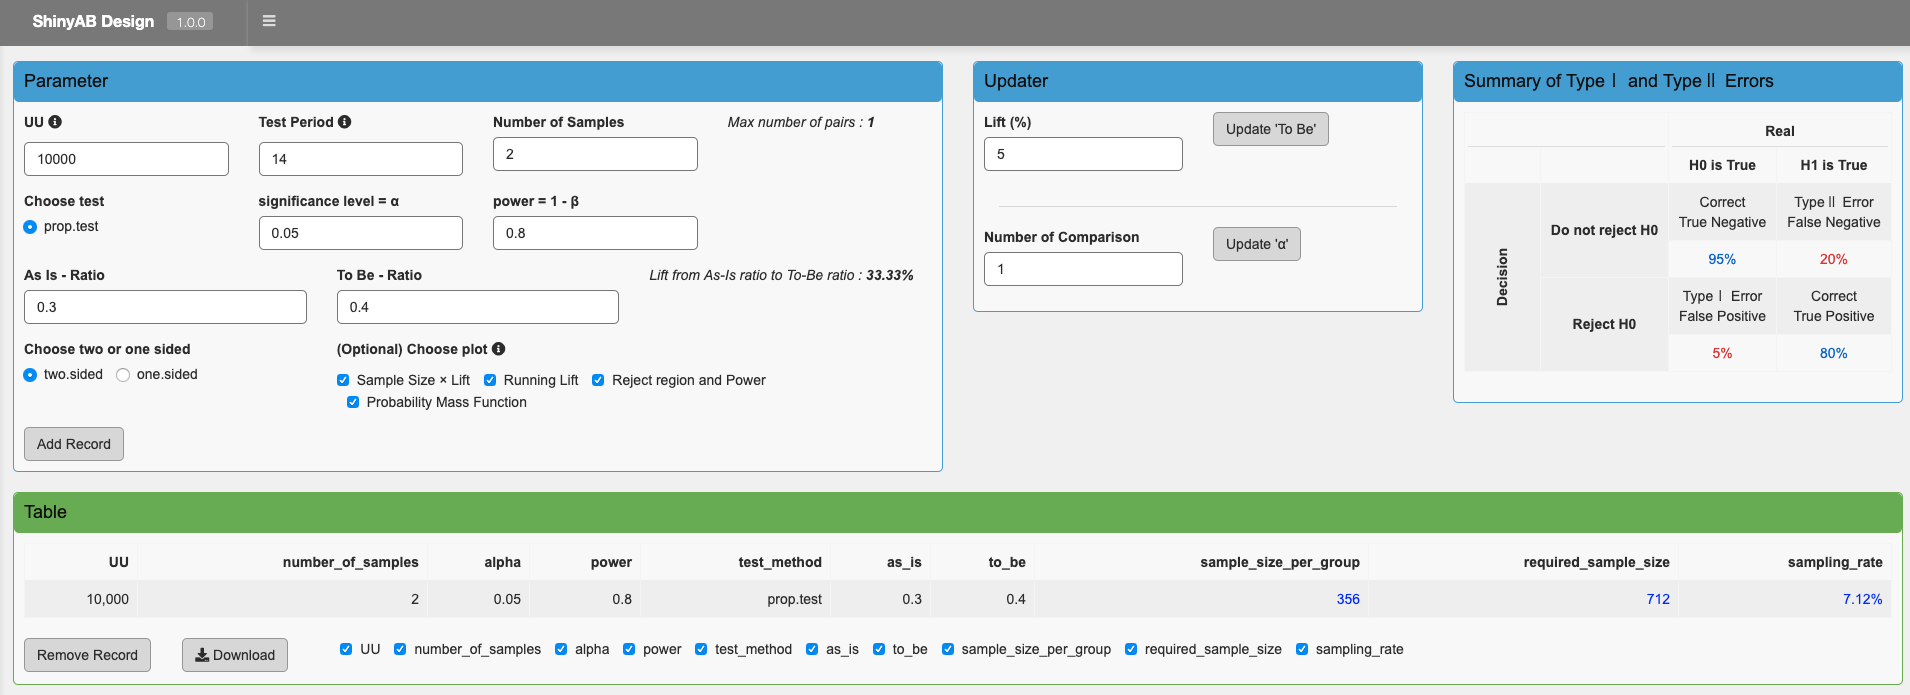 ShinyAB Design 1.0.0
Parameter
UU
Test Period
Number of Samples
Max number of pairs : 1
10000
14
2
Choose test
significance level = α
power = 1 - β
prop.test
0.05
0.8
As Is - Ratio
To Be - Ratio
Lift from As-Is ratio to To-Be ratio : 33.33%
0.3
0.4
Choose two or one sided
(Optional) Choose plot
two.sided
one.sided
Sample Size × Lift
Running Lift
Reject region and Power
Probability Mass Function
Add Record
Updater
Lift (%)
Update 'To Be'
5
Number of Comparison
Update 'α'
1
Summary of TypeⅠ and TypeⅡ Errors
Real
H0 is True
H1 is True
Decision
Do not reject H0
Correct
True Negative
TypeⅡ Error
False Negative
95%
20%
Reject H0
TypeⅠ Error
False Positive
Correct
True Positive
5%
80%
Table
UU number_of_samples alpha power test_method as_is to_be sample_size_per_group required_sample_size sampling_rate
10,000 2 0.05 0.8 prop.test 0.3 0.4 356 712 7.12%
Remove Record
Download
UU number_of_samples alpha power test_method as_is to_be sample_size_per_group required_sample_size sampling_rate